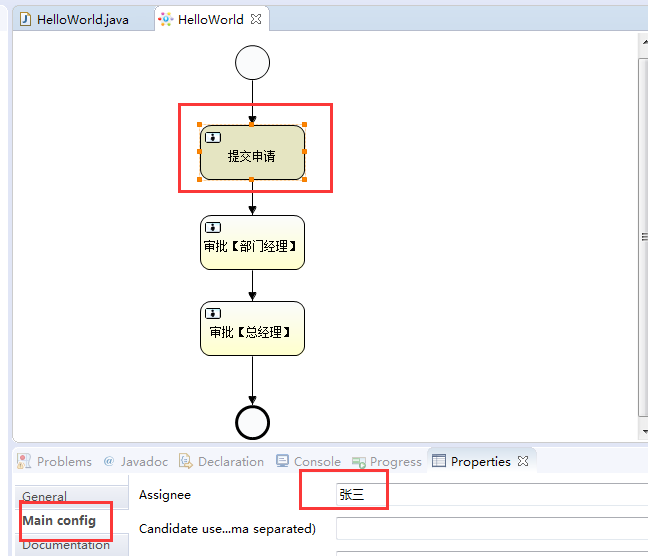 HelloWorld.java
HelloWorld
提交申请
审批【部门经理】
审批【总经理】
Problems
@ Javadoc
Declaration
Console
Progress
Properties
General
Assignee
张三
Main config
Candidate use...ma separated)
Documentation